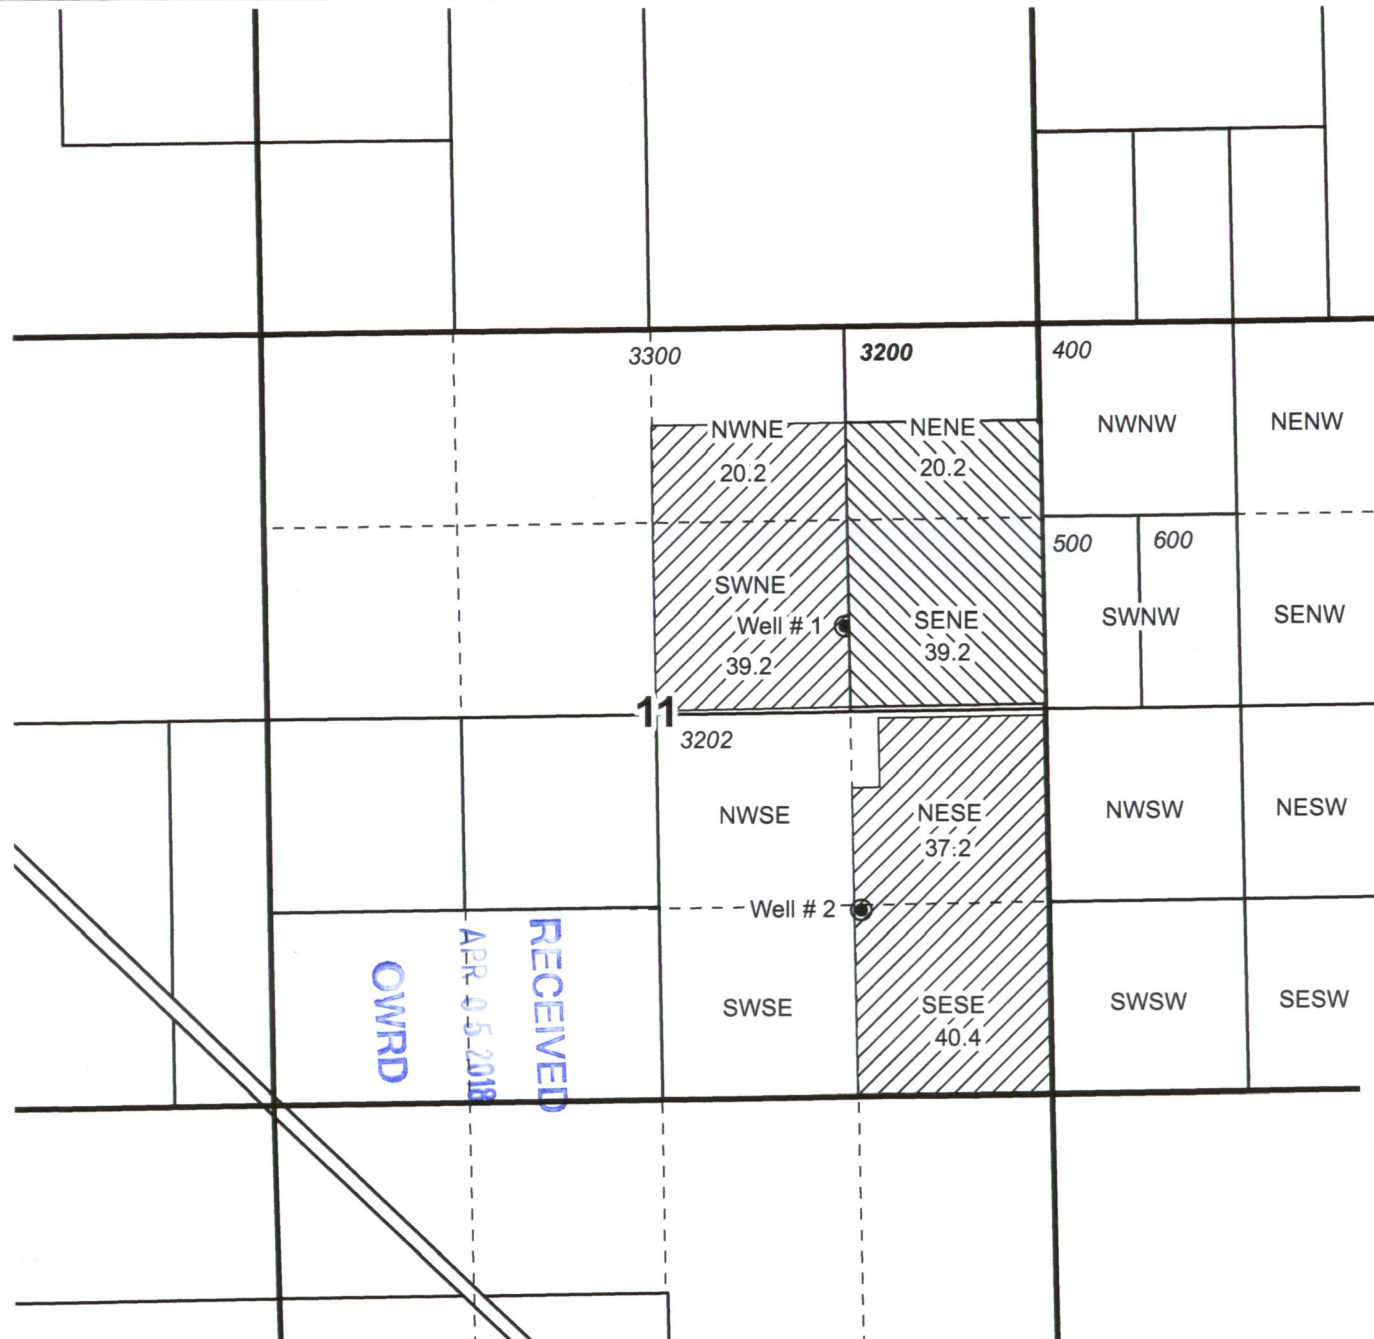 3300
3200
400
NWNE
NENE
NWNW
NENW
20.2
20.2
500
600
SWNE
SENE
SWNW
SENW
Well # 1
39.2
39.2
11
3202
NWSE
NESE
NWSW
NESW
37.2
Well # 2
SWSE
SESE
SWSW
SESW
40.4
RECEIVED
APR 05 2018
OWRD